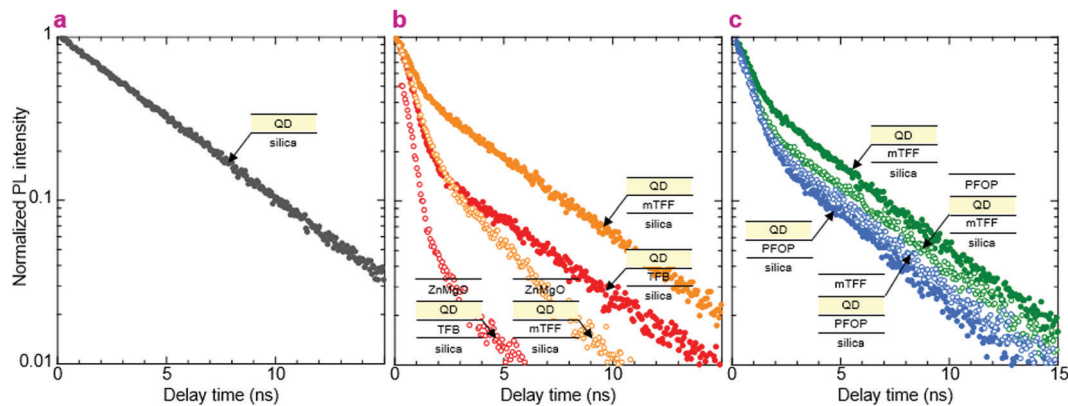 a
b
c
Normalized PL intensity
1
0.1
0.01
QD
silica
0
5
10
Delay time (ns)
QD
mTFF
silica
QD
TFB
silica
ZnMgO
QD
TFB
silica
ZnMgO
QD
mTFF
silica
0
5
10
Delay time (ns)
QD
mTFF
silica
PFOP
QD
mTFF
silica
QD
PFOP
silica
mTFF
QD
PFOP
silica
0
5
10
15
Delay time (ns)